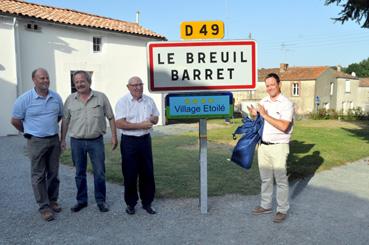 D 49
LE BREUIL
BARRET
Village Etoilé